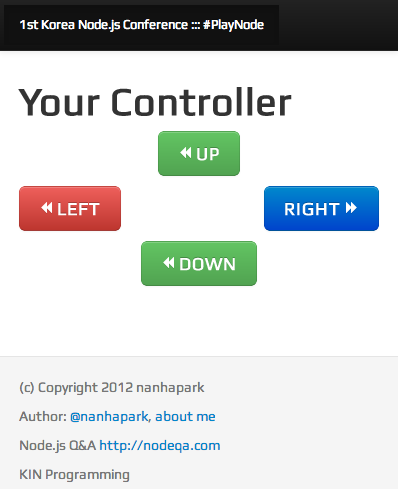 1st Korea Node.js Conference ::: #PlayNode
Your Controller
UP
LEFT
RIGHT
DOWN
(c) Copyright 2012 nanhapark
Author: @nanhapark, about me
Node.js Q&A http://nodeqa.com
KIN Programming